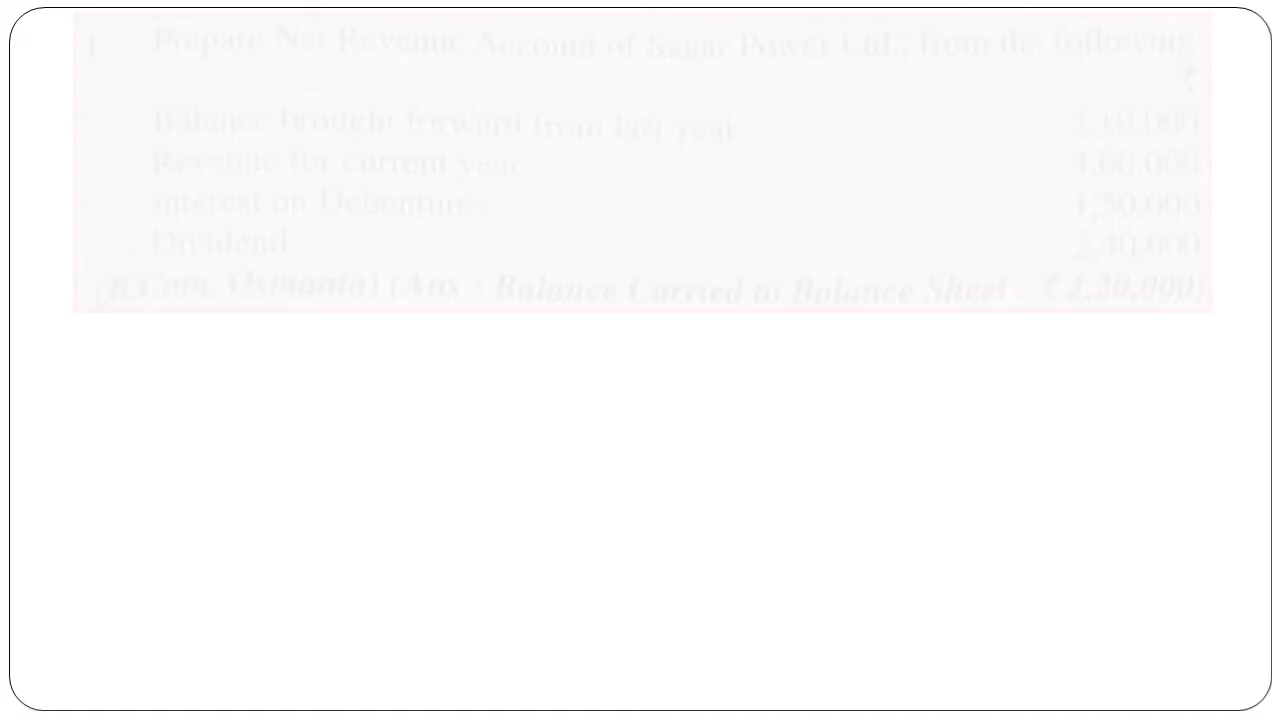 1 Prepare Net Revenue Account of Sagar Power Ltd., from the following
₹
Balance brought forward from last year 2,10,000
Revenue for current year 4,00,000
Interest on Debentures 1,50,000
Dividend 2,40,000
(B.Com. Osmania) (Ans : Balance Carried to Balance Sheet : ₹ 2,20,000)